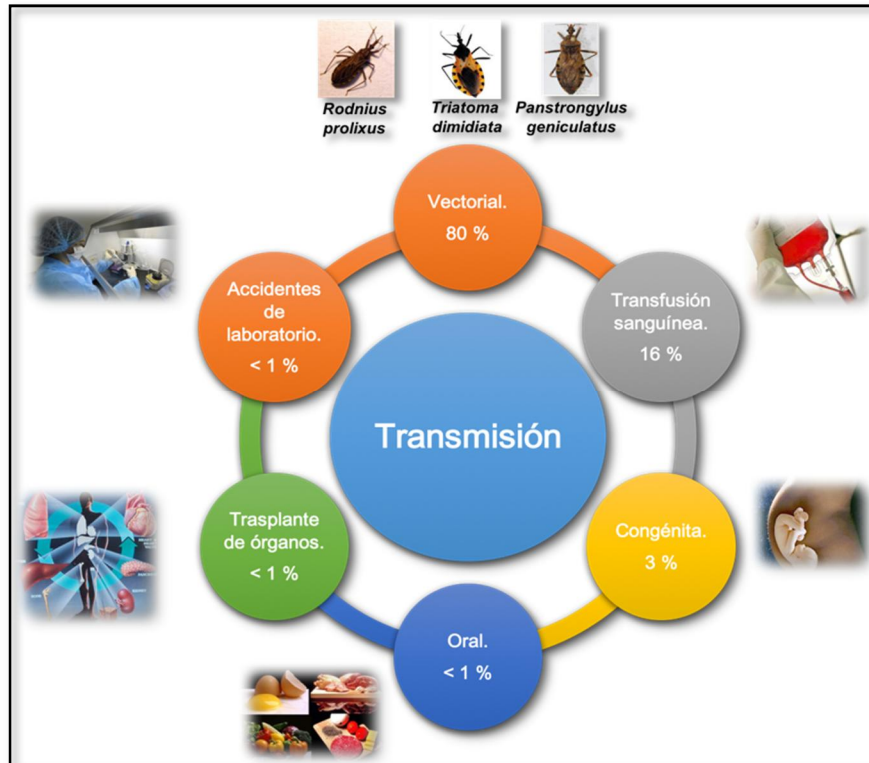 Rodnius
prolixus
Triatoma
dimidiata
Panstrongylus
geniculatus
Vectorial.
80 %
Transfusión
sanguínea.
16 %
Congénita.
3 %
Oral.
< 1 %
Trasplante
de órganos.
< 1 %
Accidentes
de
laboratorio.
< 1 %
Transmisión